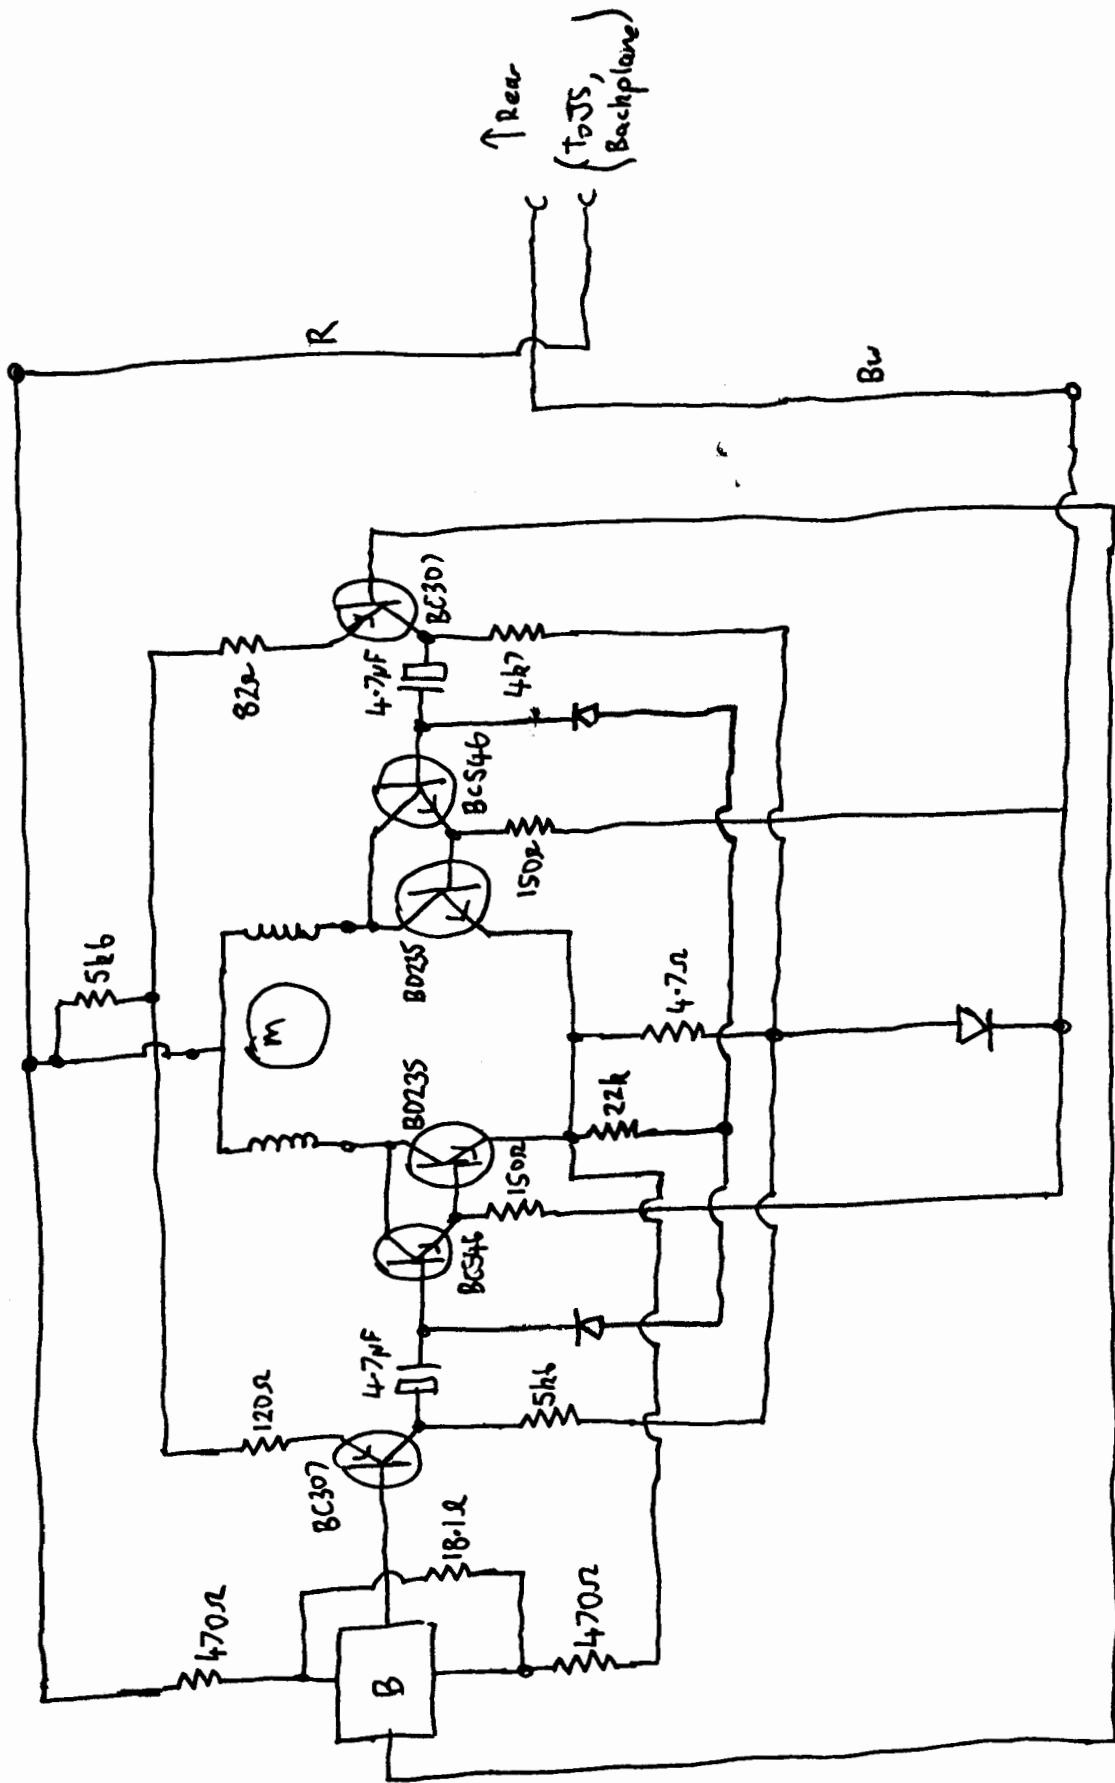 470Ω
B
18.1Ω
470Ω
BC307
120Ω
4.7µF
5k6
BC546
150Ω
BD235
M
5k6
22k
4.7Ω
BD235
150Ω
BC546
82Ω
4.7µF
4k7
BC307
R
Bw
↑ Rear
(To JS,
Backplane)